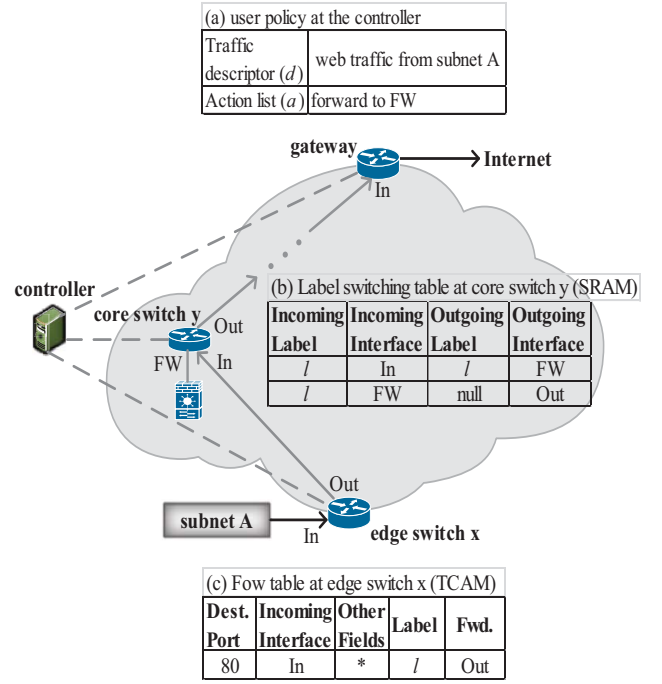 (a) user policy at the controller
Traffic descriptor (d) web traffic from subnet A
Action list (a) forward to FW
gateway
Internet
In
controller
core switch y
Out
FW
In
(b) Label switching table at core switch y (SRAM)
Incoming Label Incoming Interface Outgoing Label Outgoing Interface
l In l FW
l FW null Out
Out
subnet A
In
edge switch x
(c) Fow table at edge switch x (TCAM)
Dest. Port Incoming Interface Other Fields Label Fwd.
80 In * l Out